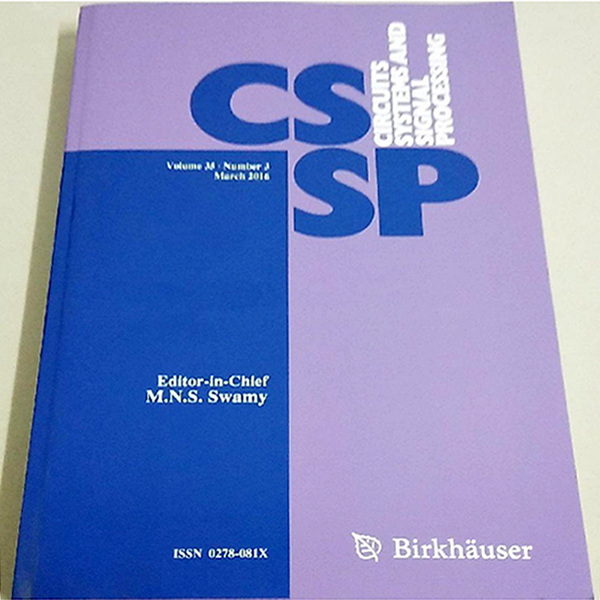 CS
SP
CIRCUITS
SYSTEMS AND
SIGNAL
PROCESSING
Volume 35 · Number 3
March 2016
Editor-in-Chief
M.N.S. Swamy
ISSN 0278-081X
Birkhäuser